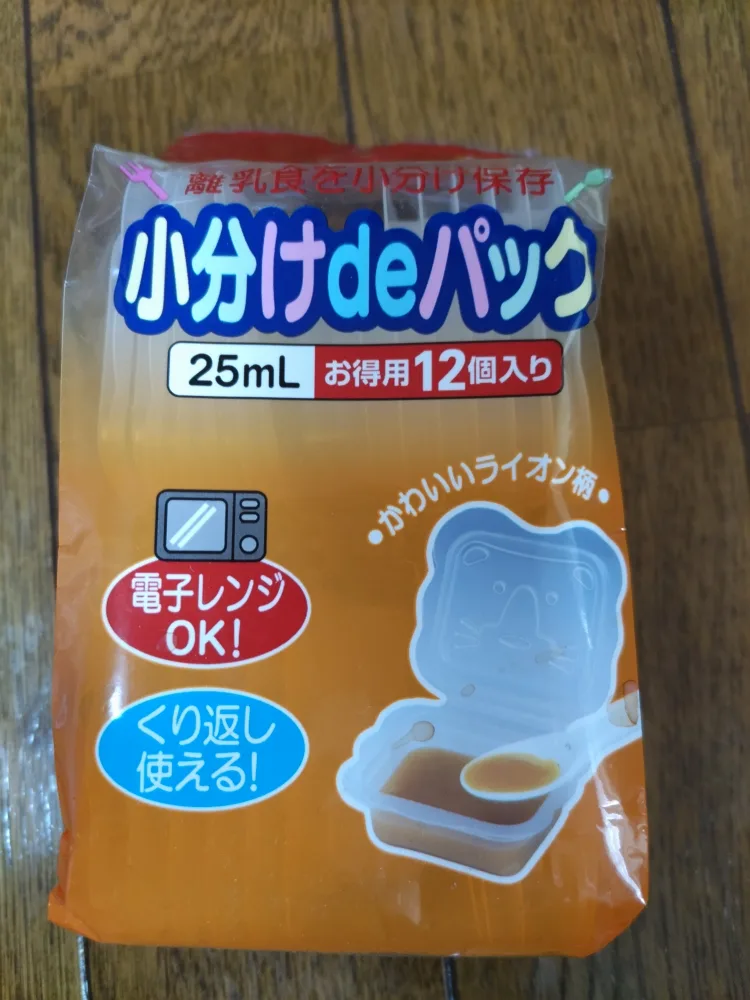 離乳食を小分け保存
小分けdeパック
25mL お得用12個入り
かわいいライオン柄
電子レンジ
OK!
くり返し
使える!